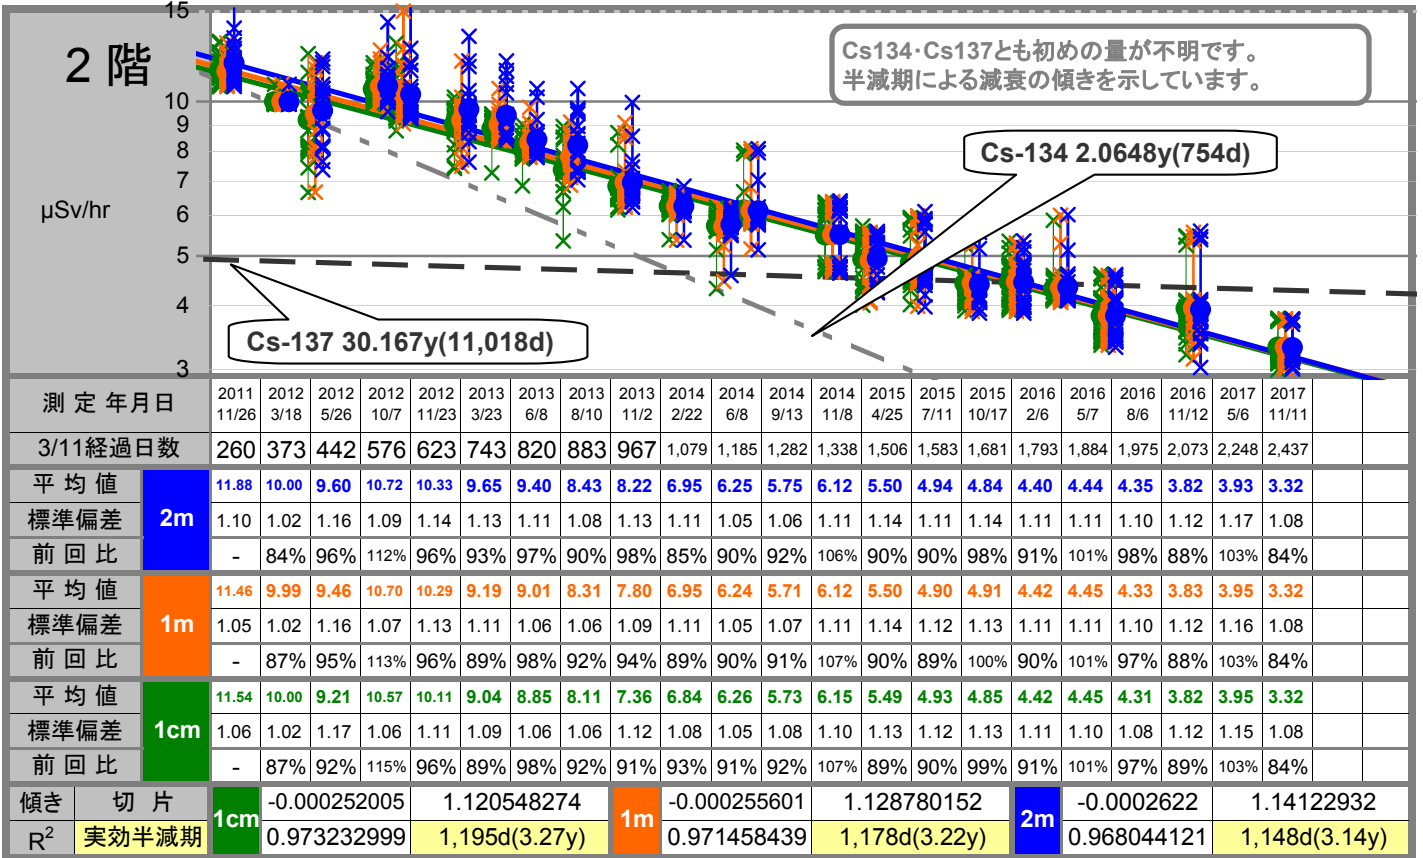 15
2 階
Cs134･Cs137とも初めの量が不明です。
半減期による減衰の傾きを示しています。
10
9
8
Cs-134 2.0648y(754d)
7
µSv/hr
6
5
4
Cs-137 30.167y(11,018d)
3
測 定 年月日 2011 11/26 2012 3/18 2012 5/26 2012 10/7 2012 11/23 2013 3/23 2013 6/8 2013 8/10 2013 11/2 2014 2/22 2014 6/8 2014 9/13 2014 11/8 2015 4/25 2015 7/11 2015 10/17 2016 2/6 2016 5/7 2016 8/6 2016 11/12 2017 5/6 2017 11/11
3/11経過日数 260 373 442 576 623 743 820 883 967 1,079 1,185 1,282 1,338 1,506 1,583 1,681 1,793 1,884 1,975 2,073 2,248 2,437
平 均 値 11.88 10.00 9.60 10.72 10.33 9.65 9.40 8.43 8.22 6.95 6.25 5.75 6.12 5.50 4.94 4.84 4.40 4.44 4.35 3.82 3.93 3.32
標準偏差 2m 1.10 1.02 1.16 1.09 1.14 1.13 1.11 1.08 1.13 1.11 1.05 1.06 1.11 1.14 1.11 1.14 1.11 1.11 1.10 1.12 1.17 1.08
前 回 比 - 84% 96% 112% 96% 93% 97% 90% 98% 85% 90% 92% 106% 90% 90% 98% 91% 101% 98% 88% 103% 84%
平 均 値 11.46 9.99 9.46 10.70 10.29 9.19 9.01 8.31 7.80 6.95 6.24 5.71 6.12 5.50 4.90 4.91 4.42 4.45 4.33 3.83 3.95 3.32
標準偏差 1m 1.05 1.02 1.16 1.07 1.13 1.11 1.06 1.06 1.09 1.11 1.05 1.07 1.11 1.14 1.12 1.13 1.11 1.11 1.10 1.12 1.16 1.08
前 回 比 - 87% 95% 113% 96% 89% 98% 92% 94% 89% 90% 91% 107% 90% 89% 100% 90% 101% 97% 88% 103% 84%
平 均 値 11.54 10.00 9.21 10.57 10.11 9.04 8.85 8.11 7.36 6.84 6.26 5.73 6.15 5.49 4.93 4.85 4.42 4.45 4.31 3.82 3.95 3.32
標準偏差 1cm 1.06 1.02 1.17 1.06 1.11 1.09 1.06 1.06 1.12 1.08 1.05 1.08 1.10 1.13 1.12 1.13 1.11 1.10 1.08 1.12 1.15 1.08
前 回 比 - 87% 92% 115% 96% 89% 98% 92% 91% 93% 91% 92% 107% 89% 90% 99% 91% 101% 97% 89% 103% 84%
傾き 切 片 1cm -0.000252005 1.120548274 1m -0.000255601 1.128780152 2m -0.0002622 1.14122932
R² 実効半減期 0.973232999 1,195d(3.27y) 0.971458439 1,178d(3.22y) 0.968044121 1,148d(3.14y)